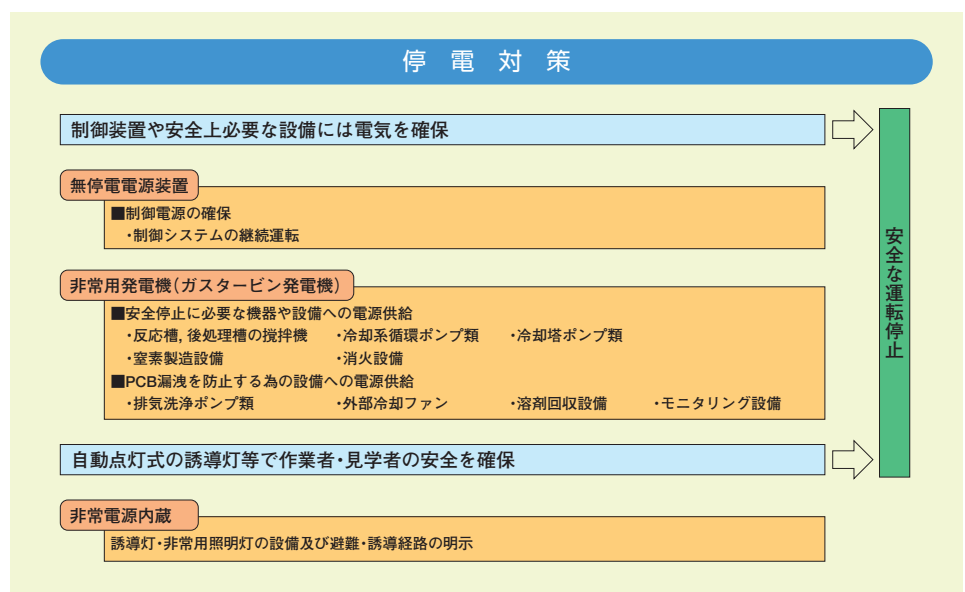 停電対策
制御装置や安全上必要な設備には電気を確保
無停電電源装置
■制御電源の確保
・制御システムの継続運転
非常用発電機(ガスタービン発電機)
■安全停止に必要な機器や設備への電源供給
・反応槽, 後処理槽の撹拌機 ・冷却系循環ポンプ類 ・冷却塔ポンプ類
・窒素製造設備 ・消火設備
■PCB漏洩を防止する為の設備への電源供給
・排気洗浄ポンプ類 ・外部冷却ファン ・溶剤回収設備 ・モニタリング設備
自動点灯式の誘導灯等で作業者・見学者の安全を確保
非常電源内蔵
誘導灯・非常用照明灯の設備及び避難・誘導経路の明示
安全な運転停止